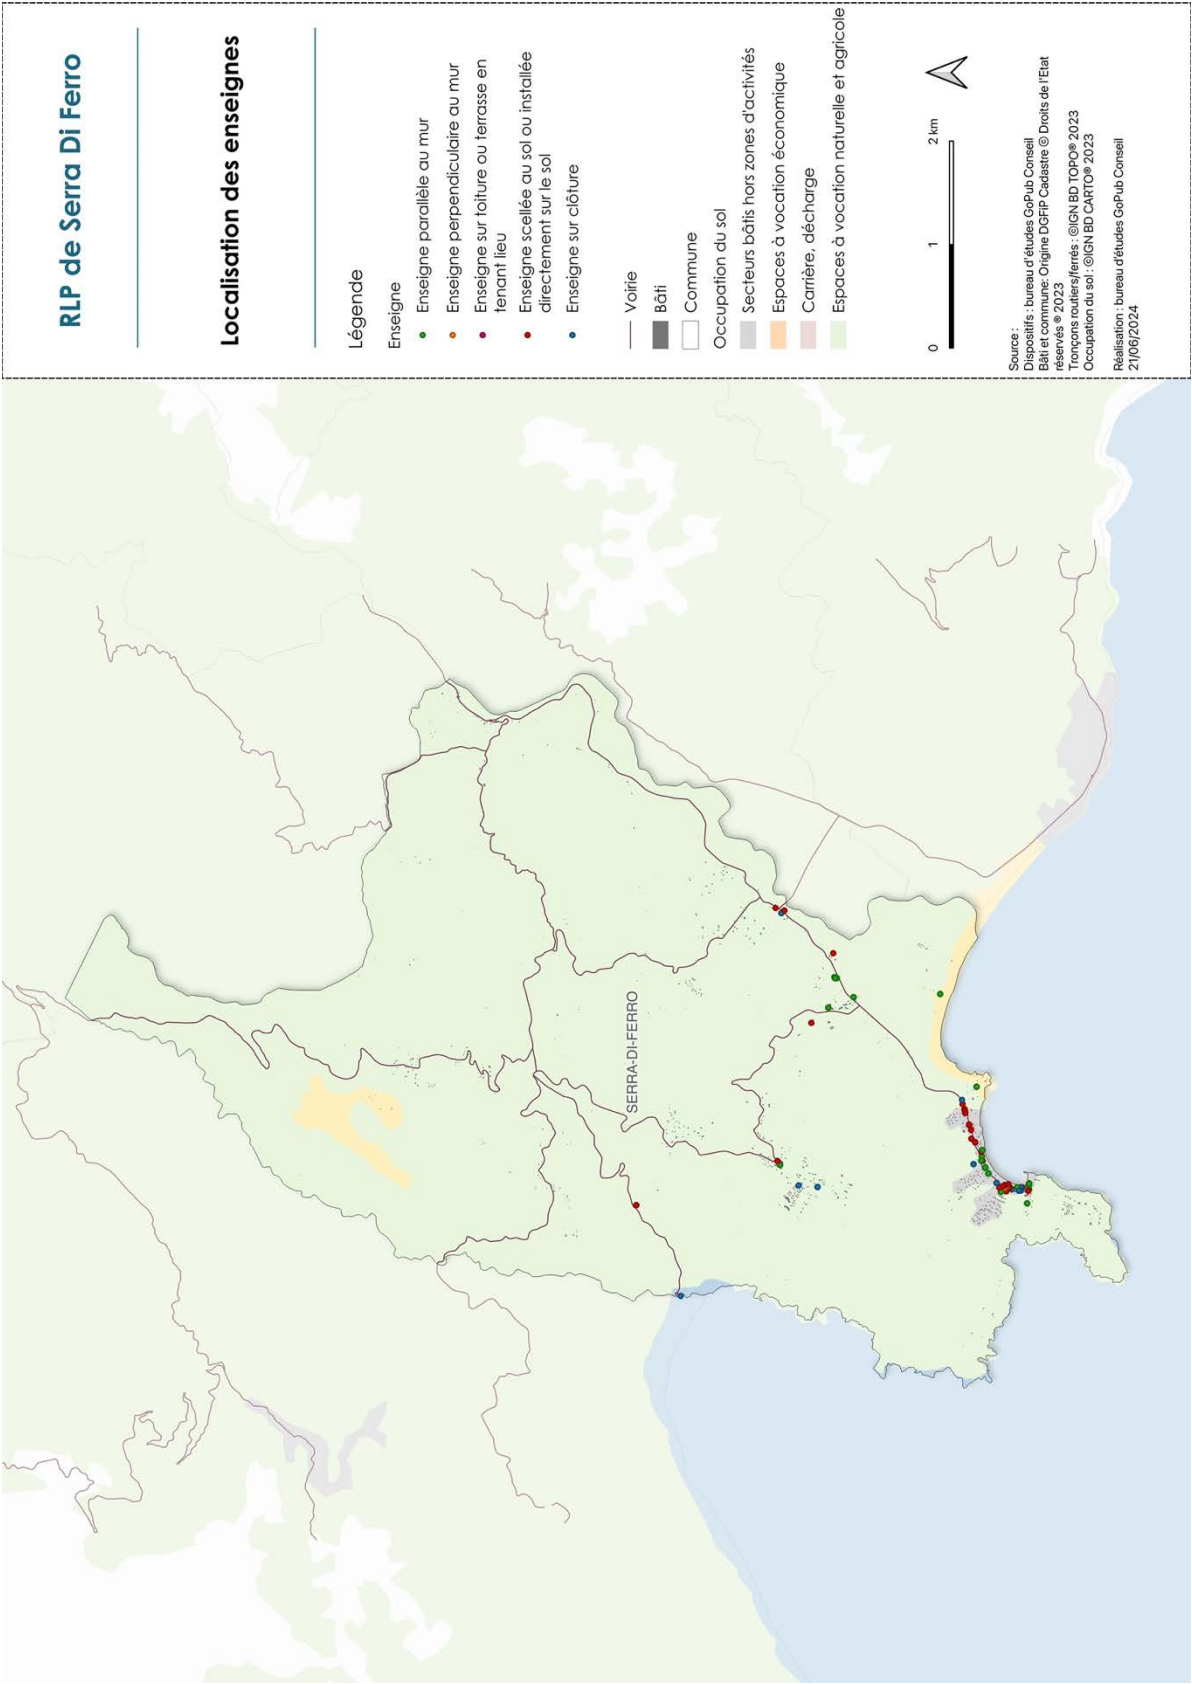 RLP de Serra Di Ferro
Localisation des enseignes
Légende
Enseigne
Enseigne parallèle au mur
Enseigne perpendiculaire au mur
Enseigne sur toiture ou terrasse en
tenant lieu
Enseigne scellée au sol ou installée
directement sur le sol
Enseigne sur clôture
Voirie
Bâti
Commune
Occupation du sol
Secteurs bâtis hors zones d'activités
Espaces à vocation économique
Carrière, décharge
Espaces à vocation naturelle et agricole
0 1 2 km
Source :
Dispositifs : bureau d'études GoPub Conseil
Bâti et commune: Origine DGFiP Cadastre © Droits de l'Etat
réservés ® 2023
Tronçons routiers/ferrés : ©IGN BD TOPO® 2023
Occupation du sol : ©IGN BD CARTO® 2023
Réalisation : bureau d'études GoPub Conseil
21/06/2024
SERRA-DI-FERRO